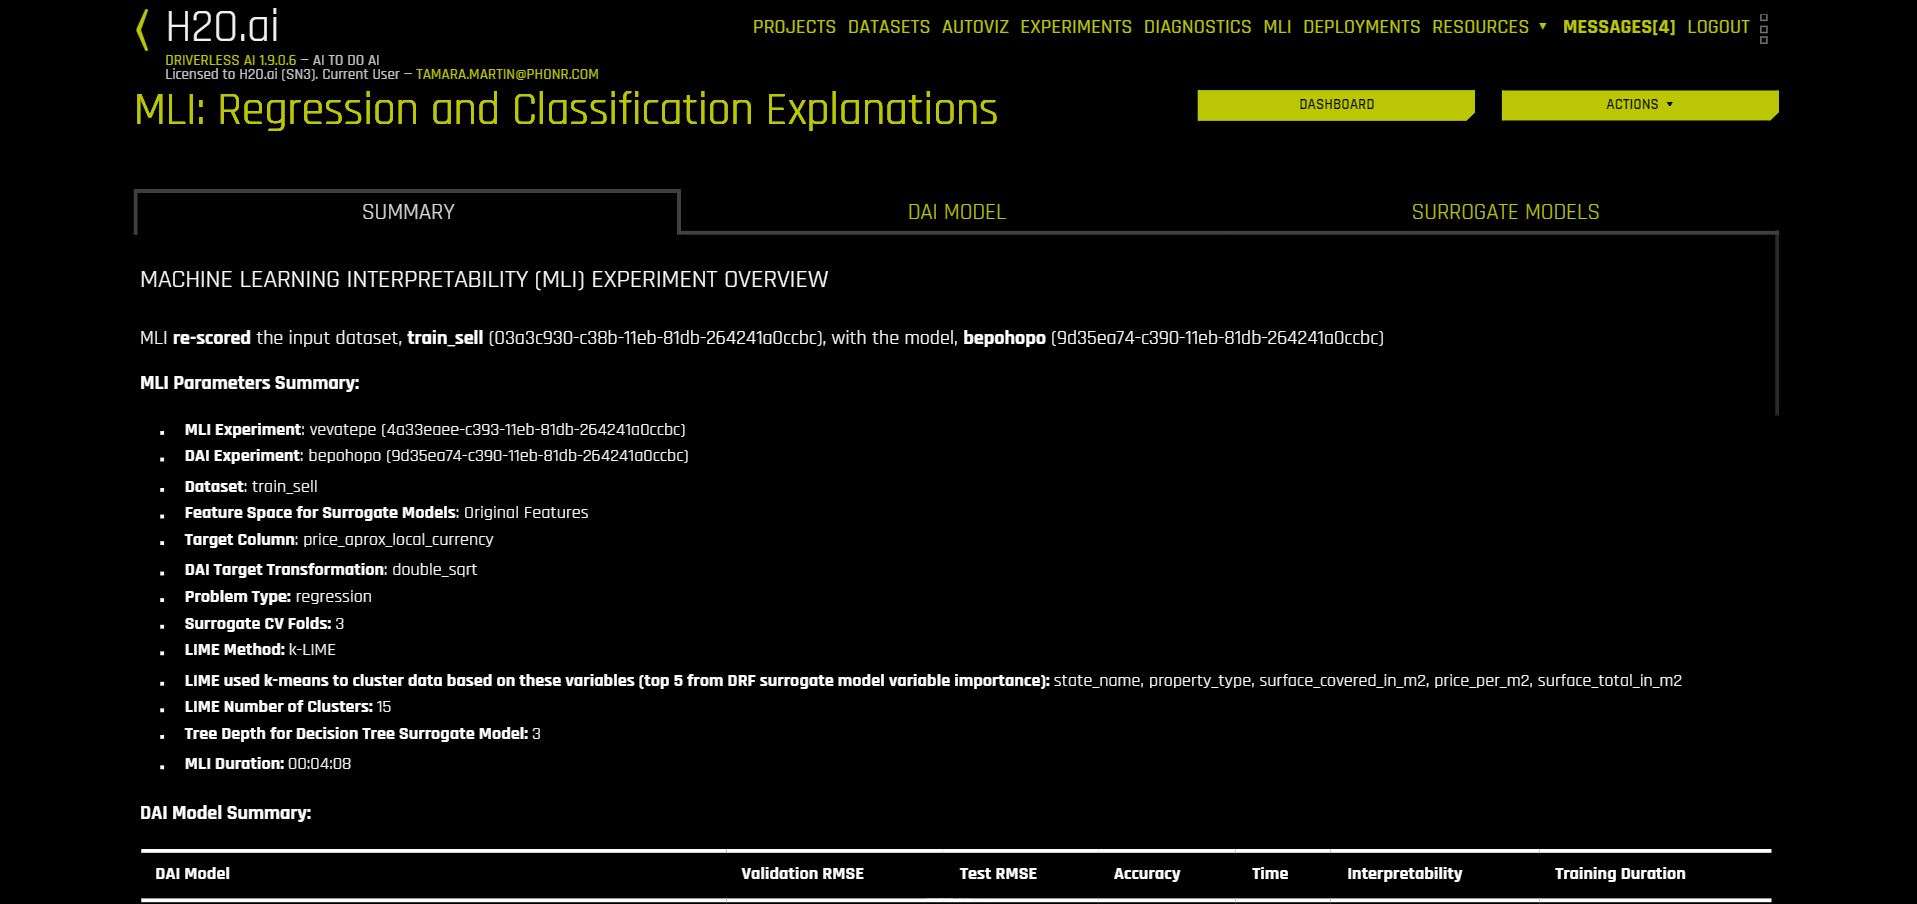 H2O.ai
PROJECTS DATASETS AUTOVIZ EXPERIMENTS DIAGNOSTICS MLI DEPLOYMENTS RESOURCES ▼ MESSAGES[4] LOGOUT
DRIVERLESS AI 1.9.0.6 — AI TO DO AI
Licensed to H2O.ai (SN3). Current User — TAMARA.MARTIN@PHONR.COM
MLI: Regression and Classification Explanations
DASHBOARD
ACTIONS ▼
SUMMARY
DAI MODEL
SURROGATE MODELS
MACHINE LEARNING INTERPRETABILITY (MLI) EXPERIMENT OVERVIEW
MLI re-scored the input dataset, train_sell (03a3c930-c38b-11eb-81db-264241a0ccbc), with the model, bepohopo (9d35ea74-c390-11eb-81db-264241a0ccbc)
MLI Parameters Summary:
MLI Experiment: vevatepe (4a33eaee-c393-11eb-81db-264241a0ccbc)
DAI Experiment: bepohopo (9d35ea74-c390-11eb-81db-264241a0ccbc)
Dataset: train_sell
Feature Space for Surrogate Models: Original Features
Target Column: price_aprox_local_currency
DAI Target Transformation: double_sqrt
Problem Type: regression
Surrogate CV Folds: 3
LIME Method: k-LIME
LIME used k-means to cluster data based on these variables (top 5 from DRF surrogate model variable importance): state_name, property_type, surface_covered_in_m2, price_per_m2, surface_total_in_m2
LIME Number of Clusters: 15
Tree Depth for Decision Tree Surrogate Model: 3
MLI Duration: 00:04:08
DAI Model Summary:
DAI Model Validation RMSE Test RMSE Accuracy Time Interpretability Training Duration